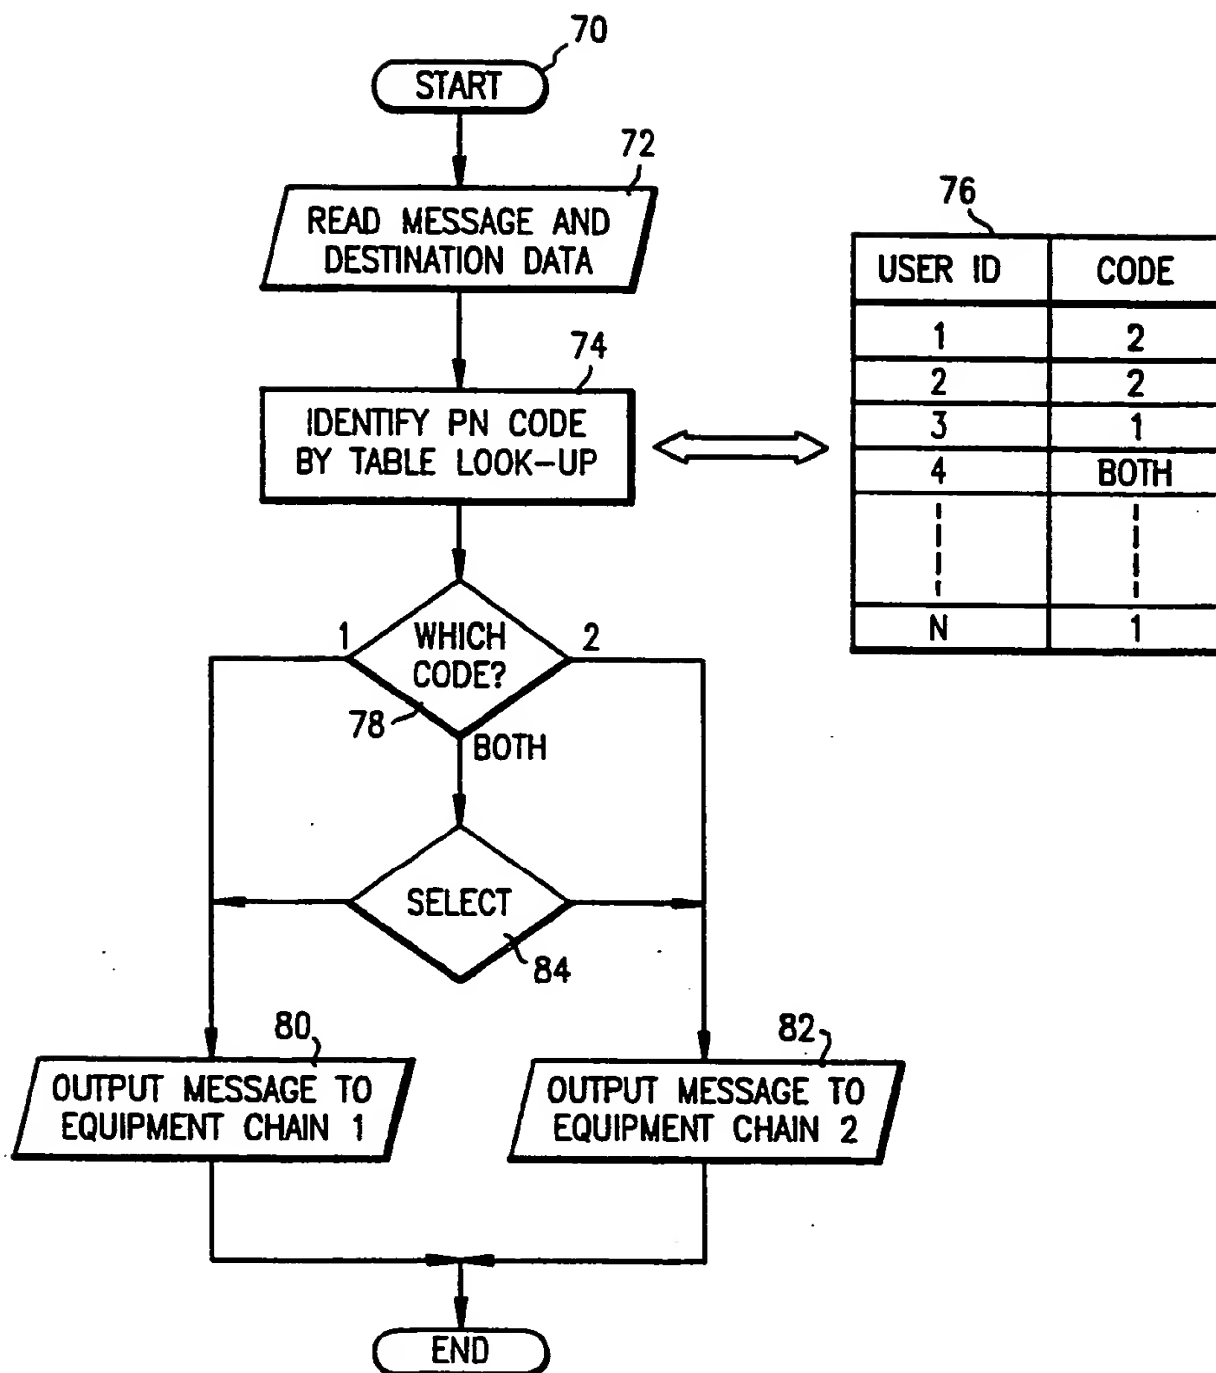 70
START
72
READ MESSAGE AND
DESTINATION DATA
74
IDENTIFY PN CODE
BY TABLE LOOK-UP
76
USER ID CODE
1 2
2 2
3 1
4 BOTH
N 1
1 WHICH 2
CODE?
78
BOTH
SELECT
84
80
OUTPUT MESSAGE TO
EQUIPMENT CHAIN 1
82
OUTPUT MESSAGE TO
EQUIPMENT CHAIN 2
END